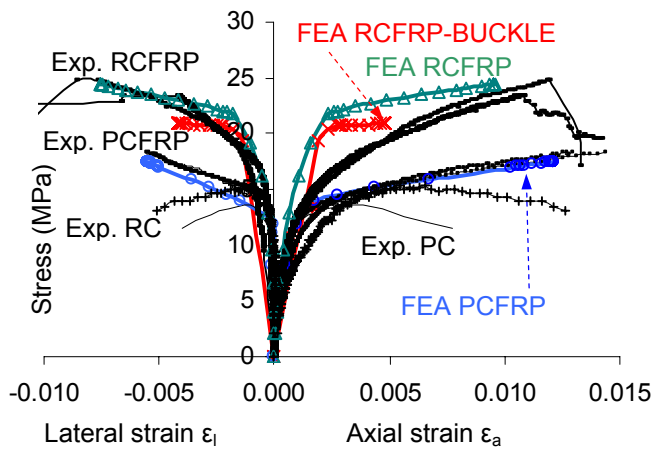 30
FEA RCFRP-BUCKLE
Exp. RCFRP
FEA RCFRP
25
20
Exp. PCFRP
15
Exp. RC
Exp. PC
10
Stress (MPa)
5
FEA PCFRP
0
-0.010 -0.005 0.000 0.005 0.010 0.015
Lateral strain εl Axial strain εa